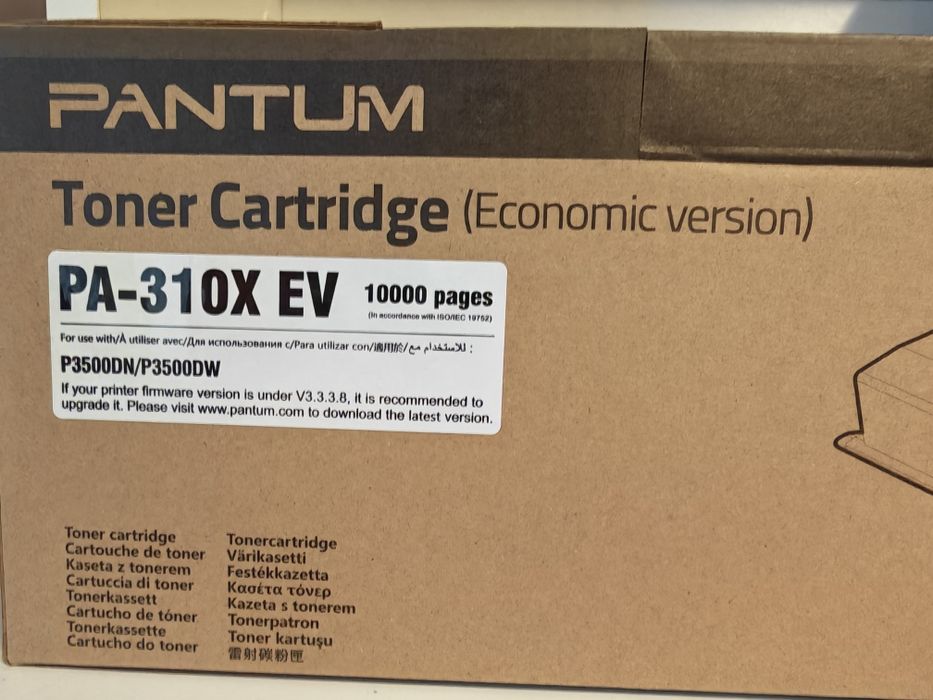 PANTUM
Toner Cartridge (Economic version)
PA-310X EV 10000 pages
(In accordance with ISO/IEC 19752)
For use with/À utiliser avec/Для использования с/Para utilizar con/適用於/للاستخدام مع :
P3500DN/P3500DW
If your printer firmware version is under V3.3.3.8, it is recommended to
upgrade it. Please visit www.pantum.com to download the latest version.
Toner cartridge
Cartouche de toner
Kaseta z tonerem
Cartuccia di toner
Tonerkassett
Cartucho de tóner
Tonerkassette
Cartucho do toner
Tonercartridge
Värikasetti
Festékkazetta
Κασέτα τόνερ
Kazeta s tonerem
Tonerpatron
Toner kartuşu
雷射碳粉匣